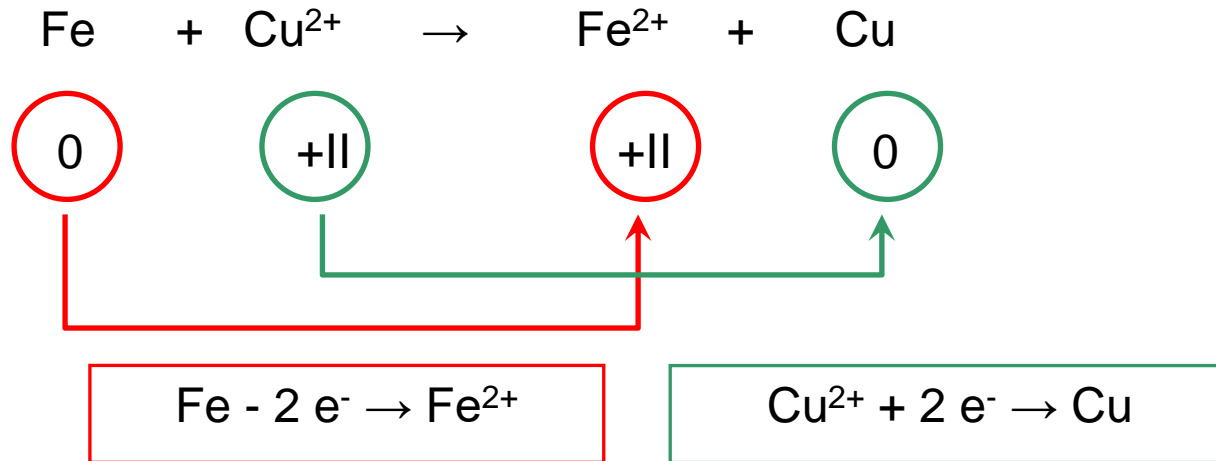 Fe + Cu²⁺ → Fe²⁺ + Cu
0 +II +II 0
Fe - 2 e⁻ → Fe²⁺ Cu²⁺ + 2 e⁻ → Cu